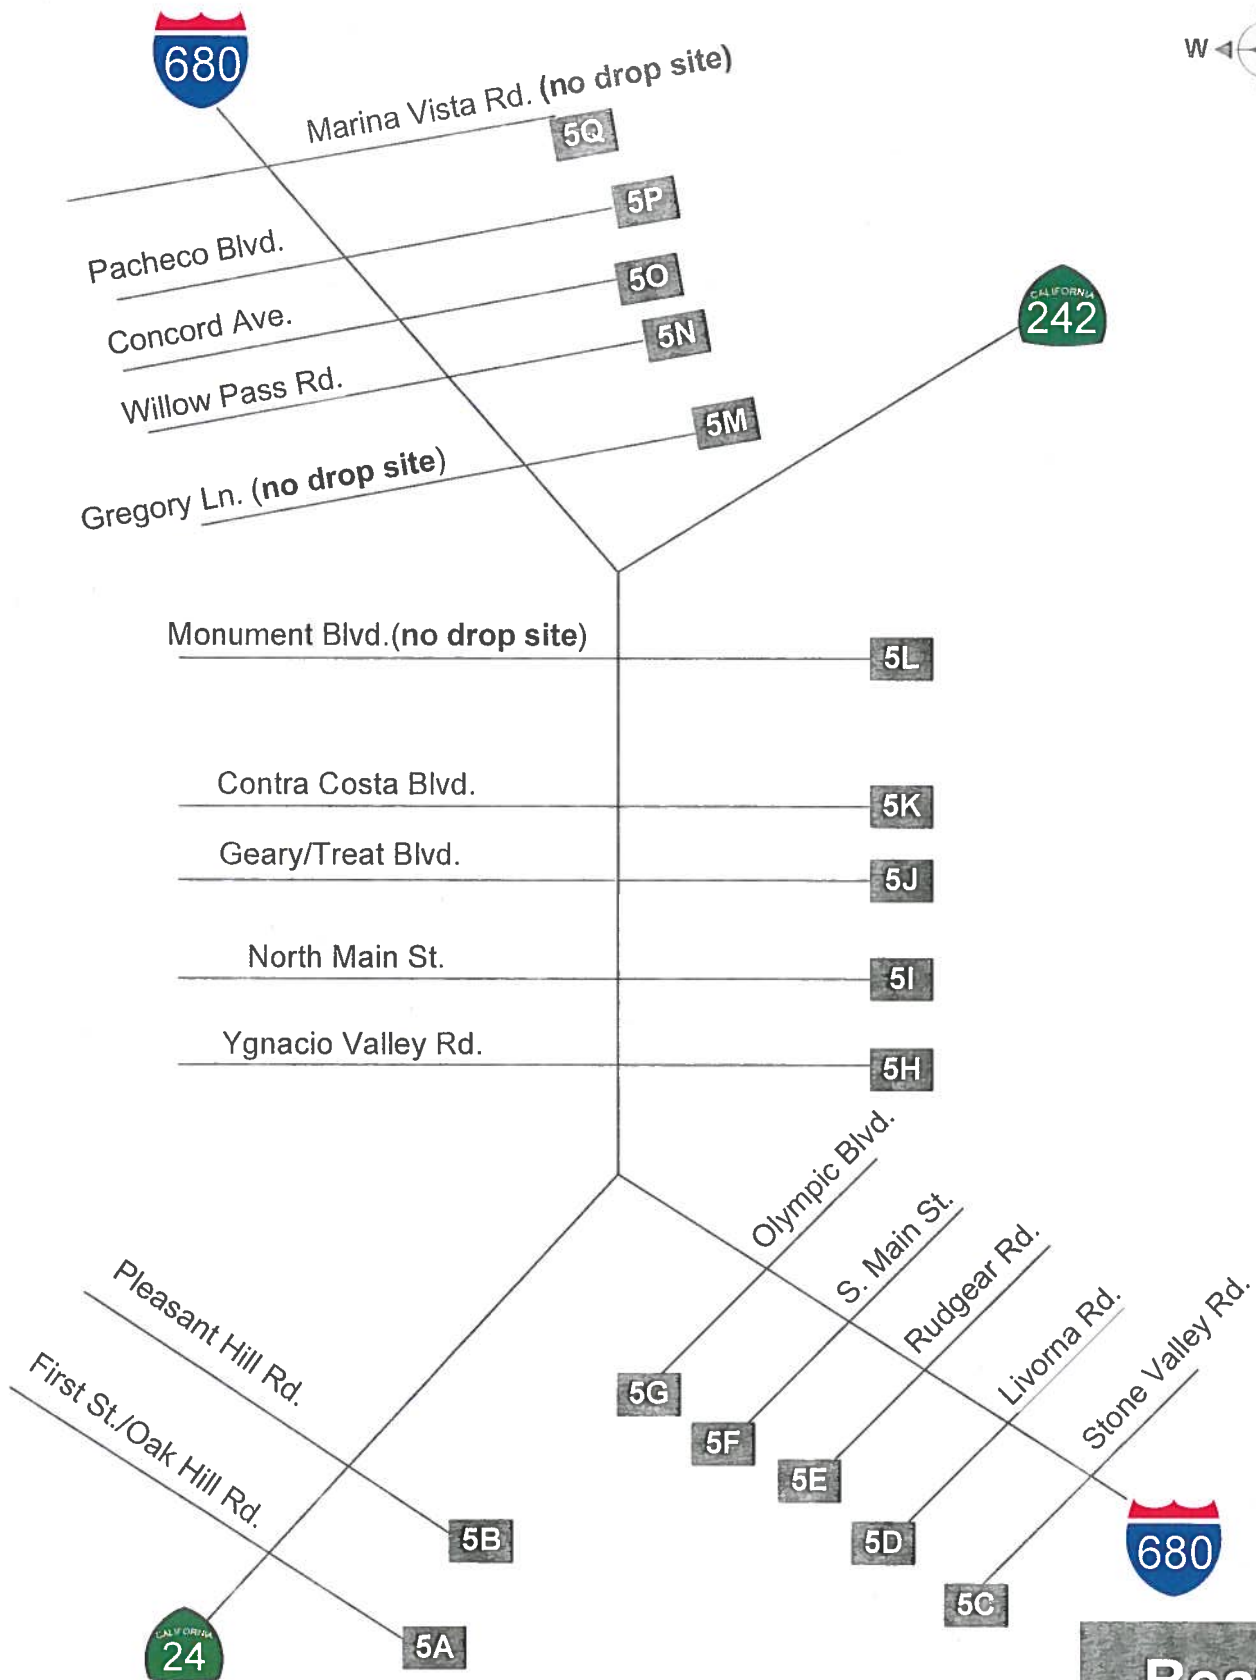 680
W
Marina Vista Rd. (no drop site)
5Q
5P
Pacheco Blvd.
5O
CALIFORNIA
242
Concord Ave.
5N
Willow Pass Rd.
5M
Gregory Ln. (no drop site)
Monument Blvd.(no drop site)
5L
Contra Costa Blvd.
5K
Geary/Treat Blvd.
5J
North Main St.
5I
Ygnacio Valley Rd.
5H
Olympic Blvd.
S. Main St.
Rudgear Rd.
Livorna Rd.
Stone Valley Rd.
Pleasant Hill Rd.
First St./Oak Hill Rd.
5G
5F
5E
5B
5D
680
5C
CALIFORNIA
24
5A